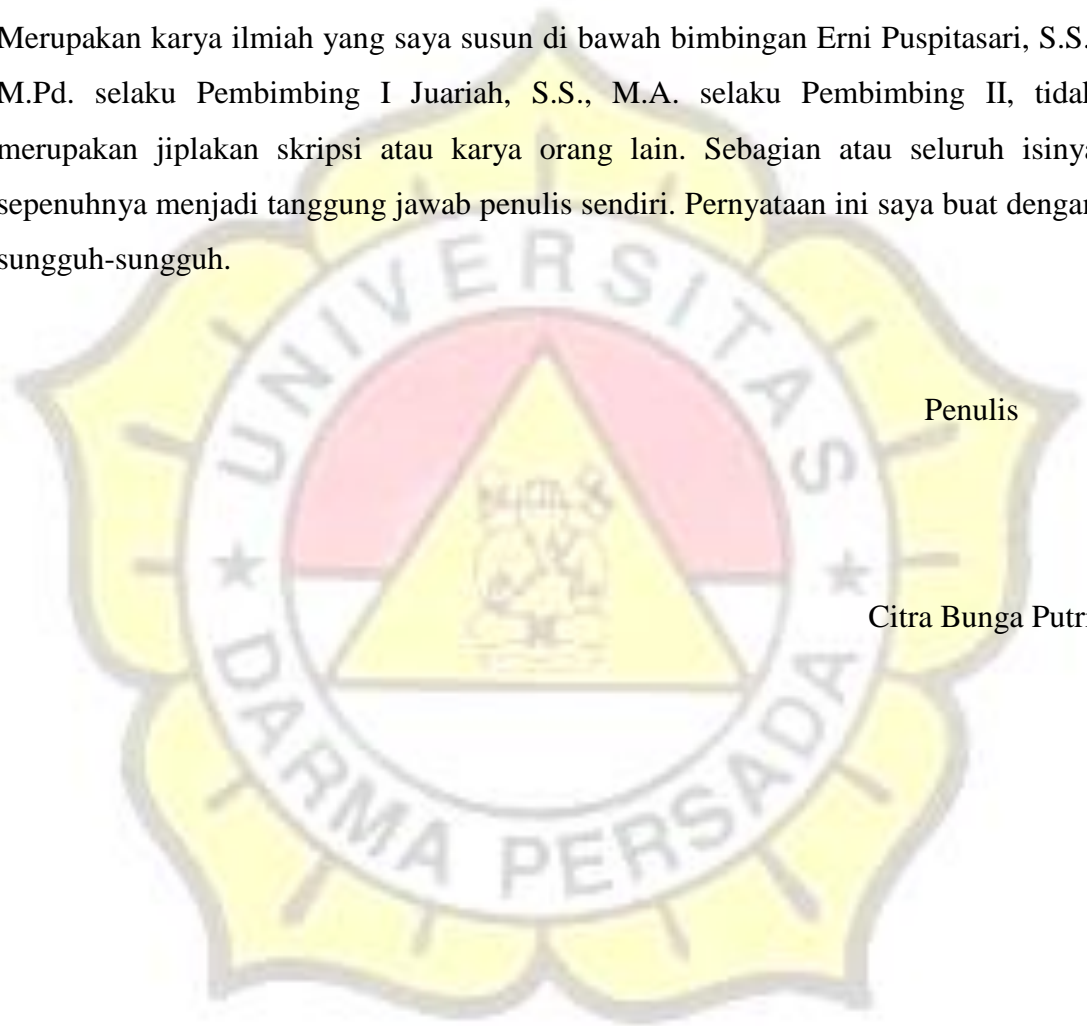 Merupakan karya ilmiah yang saya susun di bawah bimbingan Erni Puspitasari, S.S.
M.Pd. selaku Pembimbing I Juariah, S.S., M.A. selaku Pembimbing II, tidak
merupakan jiplakan skripsi atau karya orang lain. Sebagian atau seluruh isinya
sepenuhnya menjadi tanggung jawab penulis sendiri. Pernyataan ini saya buat dengan
sungguh-sungguh.
UNIVERSITAS
Penulis
Citra Bunga Putri
DARMA PERSADA